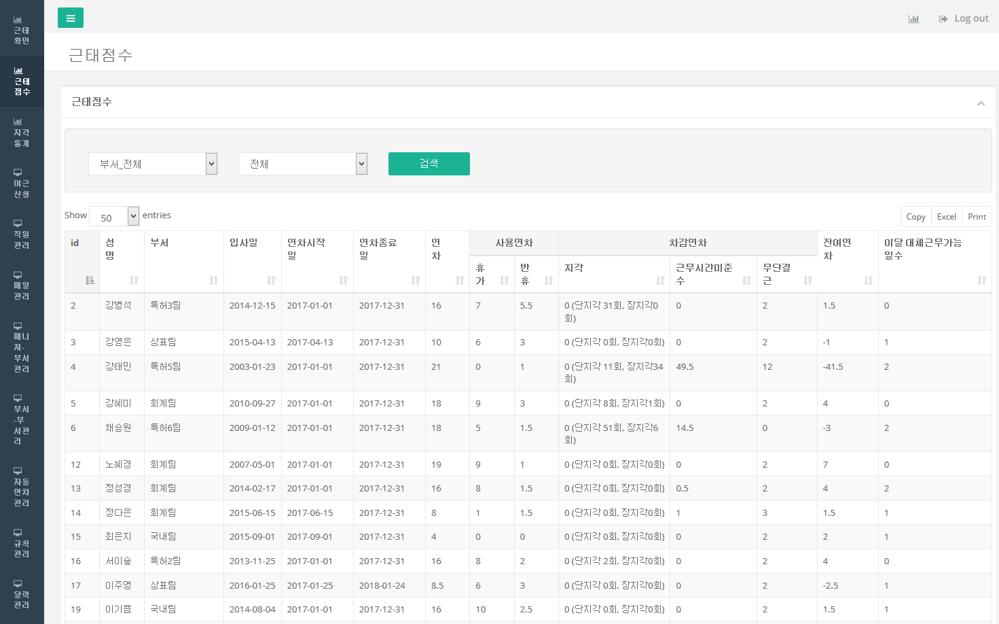 근태
확인
근태
점수
지각
통계
야근
신청
직원
관리
메일
관리
매니
져-
부서
관리
부서
-부
서관
리
자동
연차
관리
규칙
관리
달력
관리
Log out
근태점수
근태점수
부서_전체 전체 검색
Show 50 entries
Copy Excel Print
id 성명 부서 입사일 연차시작일 연차종료일 연차 사용연차 차감연차 잔여연차 이달 대체근무가능일수
휴가 반휴 지각 근무시간미준수 무단결근
2 강병석 특허3팀 2014-12-15 2017-01-01 2017-12-31 16 7 5.5 0 (단지각 31회, 장지각0회) 0 2 1.5 0
3 강영은 상표팀 2015-04-13 2017-04-13 2017-12-31 10 6 3 0 (단지각 0회, 장지각0회) 0 2 -1 1
4 강태민 특허5팀 2003-01-23 2017-01-01 2017-12-31 21 0 1 0 (단지각 11회, 장지각34회) 49.5 12 -41.5 2
5 강혜미 회계팀 2010-09-27 2017-01-01 2017-12-31 18 9 3 0 (단지각 8회, 장지각1회) 0 2 4 0
6 채승원 특허6팀 2009-01-12 2017-01-01 2017-12-31 18 5 1.5 0 (단지각 51회, 장지각6회) 14.5 0 -3 2
12 노혜경 회계팀 2007-05-01 2017-01-01 2017-12-31 19 9 1 0 (단지각 0회, 장지각0회) 0 2 7 0
13 정성경 회계팀 2014-02-17 2017-01-01 2017-12-31 16 8 1.5 0 (단지각 0회, 장지각0회) 0.5 2 4 2
14 정다은 회계팀 2015-06-15 2017-06-15 2017-12-31 8 1 1.5 0 (단지각 0회, 장지각0회) 1 3 1.5 1
15 최은지 국내팀 2015-09-01 2017-09-01 2017-12-31 4 0 0 0 (단지각 0회, 장지각0회) 0 2 2 1
16 서미슬 특허2팀 2013-11-25 2017-01-01 2017-12-31 16 8 2 0 (단지각 2회, 장지각0회) 0 2 4 0
17 이주영 상표팀 2016-01-25 2017-01-25 2018-01-24 8.5 6 3 0 (단지각 0회, 장지각0회) 0 2 -2.5 1
19 이기쁨 국내팀 2014-08-04 2017-01-01 2017-12-31 16 10 2.5 0 (단지각 0회, 장지각0회) 0 2 1.5 1